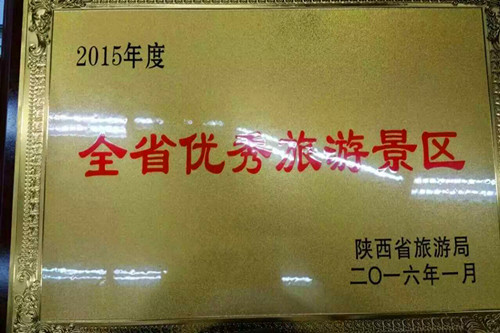 2015年度
全省优秀旅游景区
陕西省旅游局
二〇一六年一月